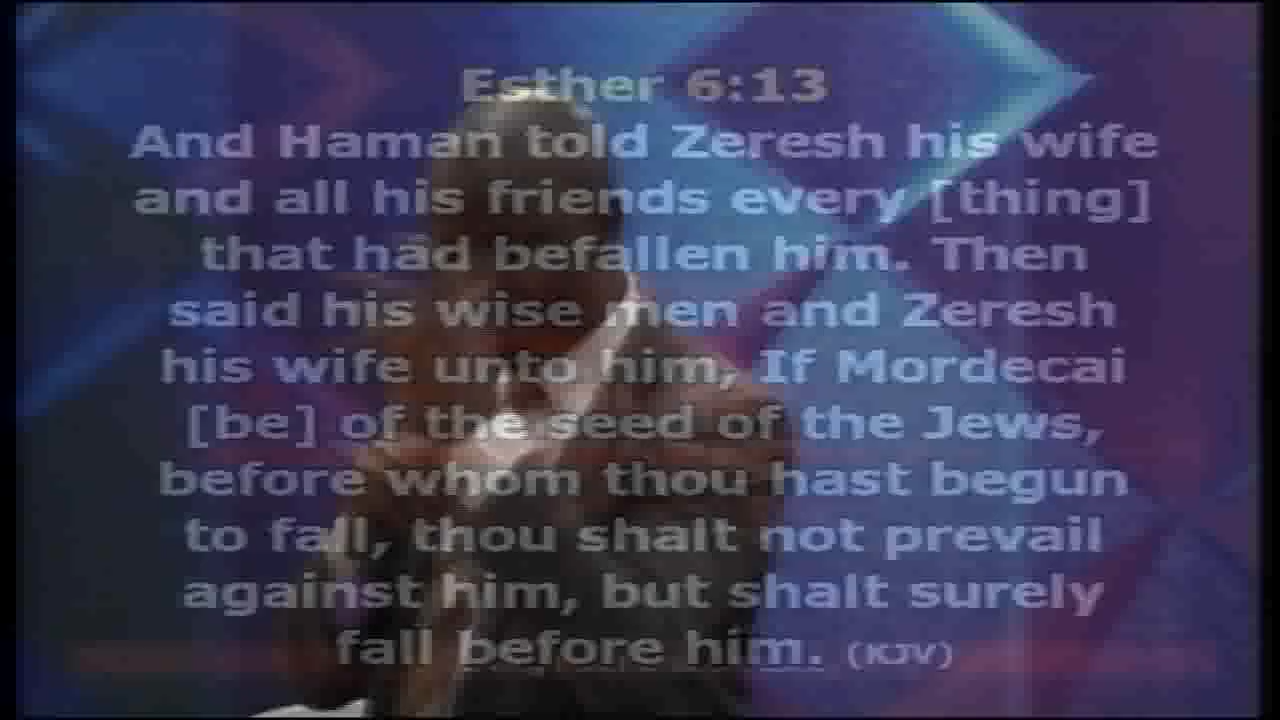 Esther 6:13
And Haman told Zeresh his wife
and all his friends every [thing]
that had befallen him. Then
said his wise men and Zeresh
his wife unto him, If Mordecai
[be] of the seed of the Jews,
before whom thou hast begun
to fall, thou shalt not prevail
against him, but shalt surely
fall before him. (KJV)